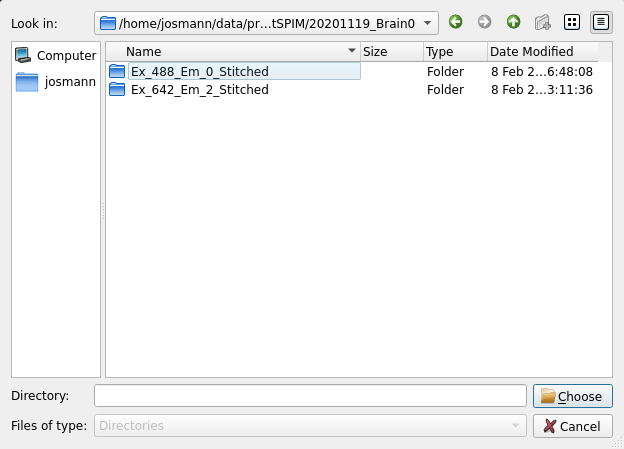 Look in: /home/josmann/data/pr...tSPIM/20201119_Brain0
Computer
josmann
Name Size Type Date Modified
Ex_488_Em_0_Stitched Folder 8 Feb 2...6:48:08
Ex_642_Em_2_Stitched Folder 8 Feb 2...3:11:36
Directory: Choose
Files of type: Directories Cancel